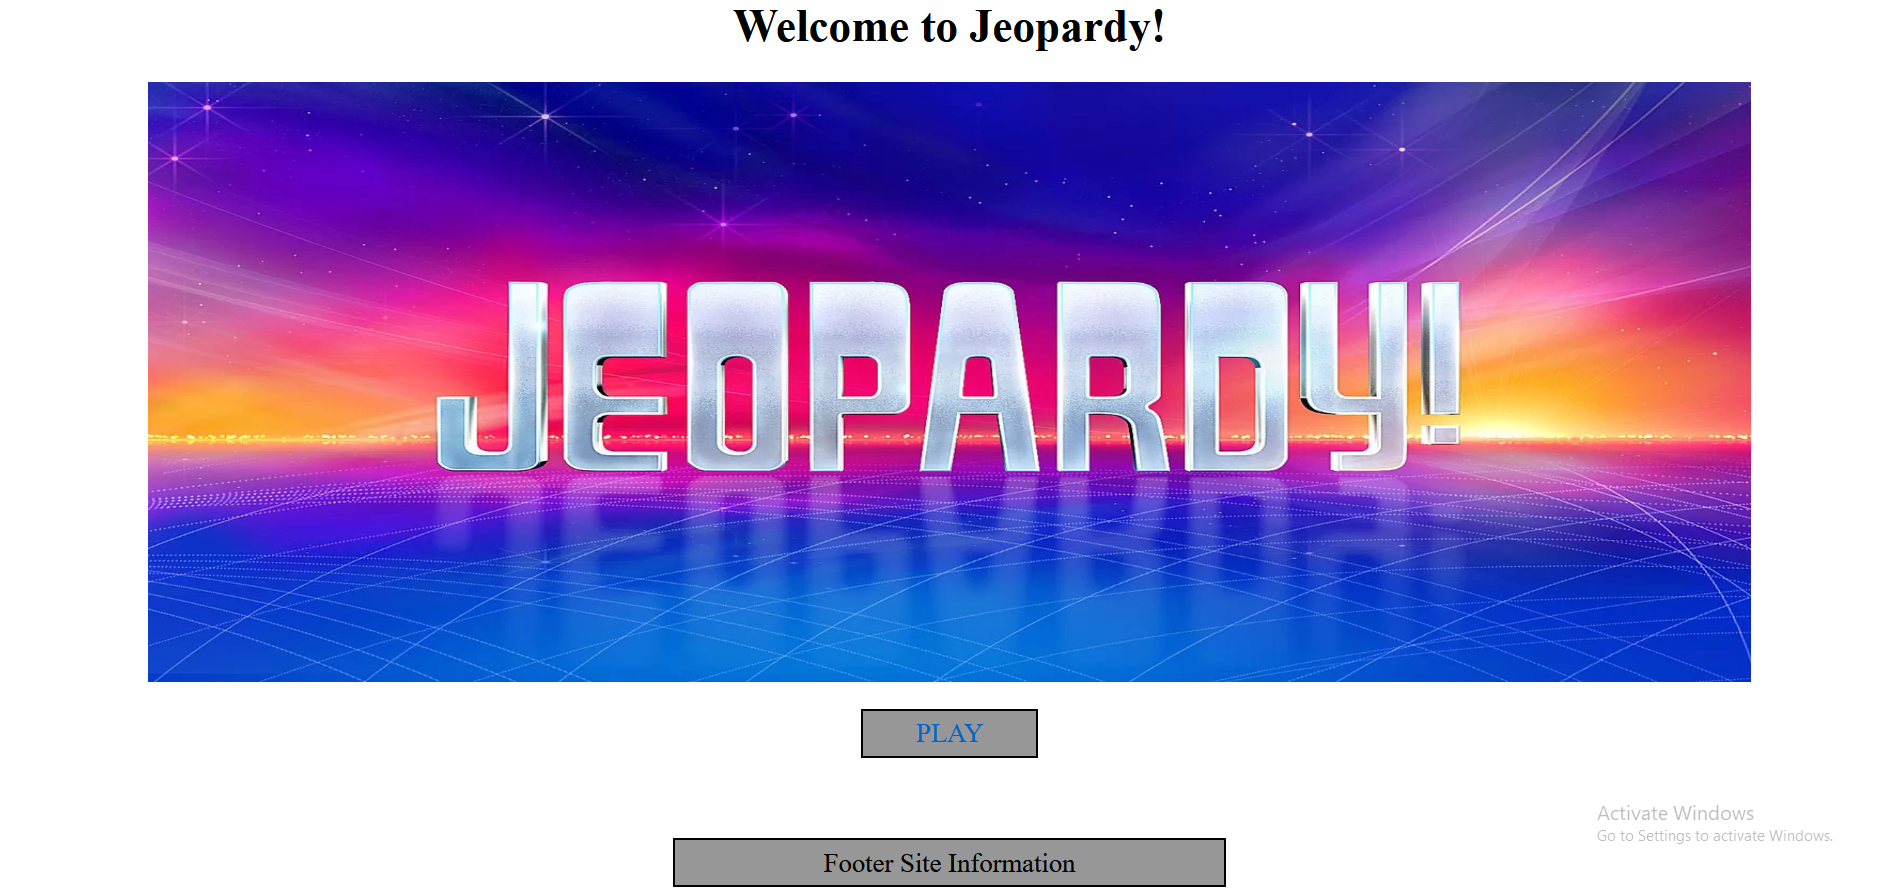 Welcome to Jeopardy!
JEOPARDY!
PLAY
Activate Windows
Go to Settings to activate Windows.
Footer Site Information